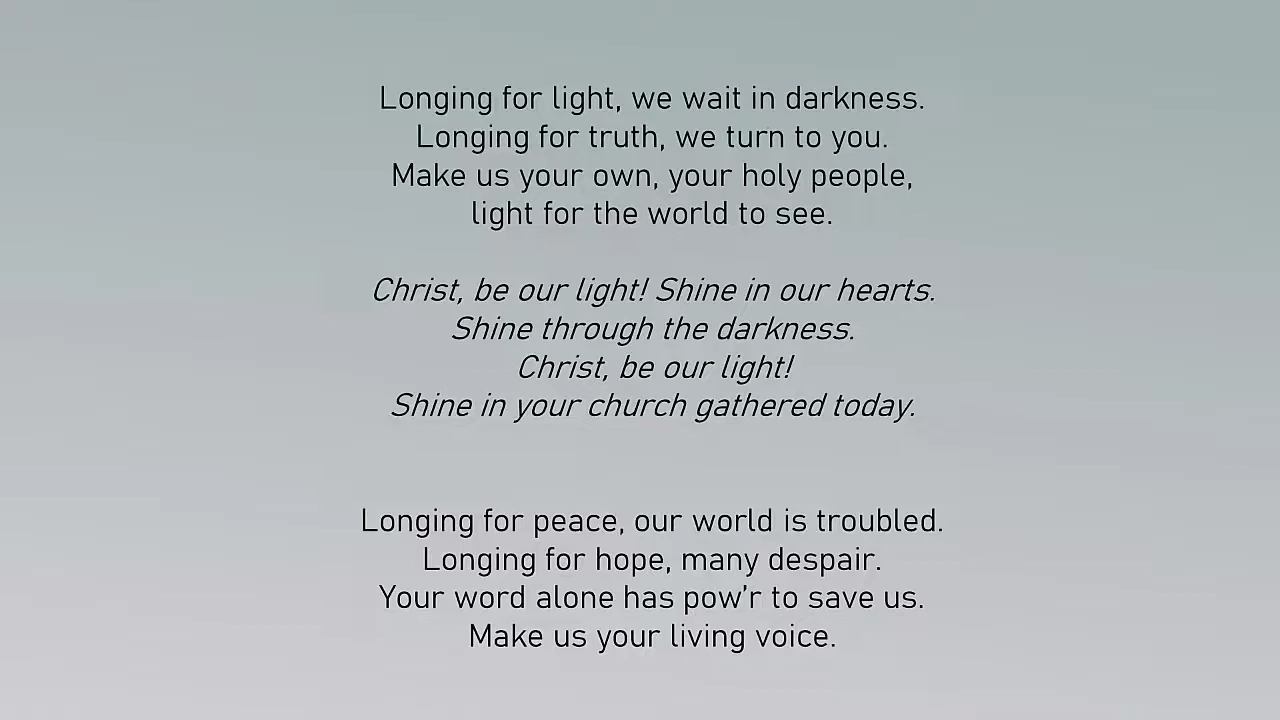 Longing for light, we wait in darkness.
Longing for truth, we turn to you.
Make us your own, your holy people,
light for the world to see.
Christ, be our light! Shine in our hearts.
Shine through the darkness.
Christ, be our light!
Shine in your church gathered today.
Longing for peace, our world is troubled.
Longing for hope, many despair.
Your word alone has pow’r to save us.
Make us your living voice.